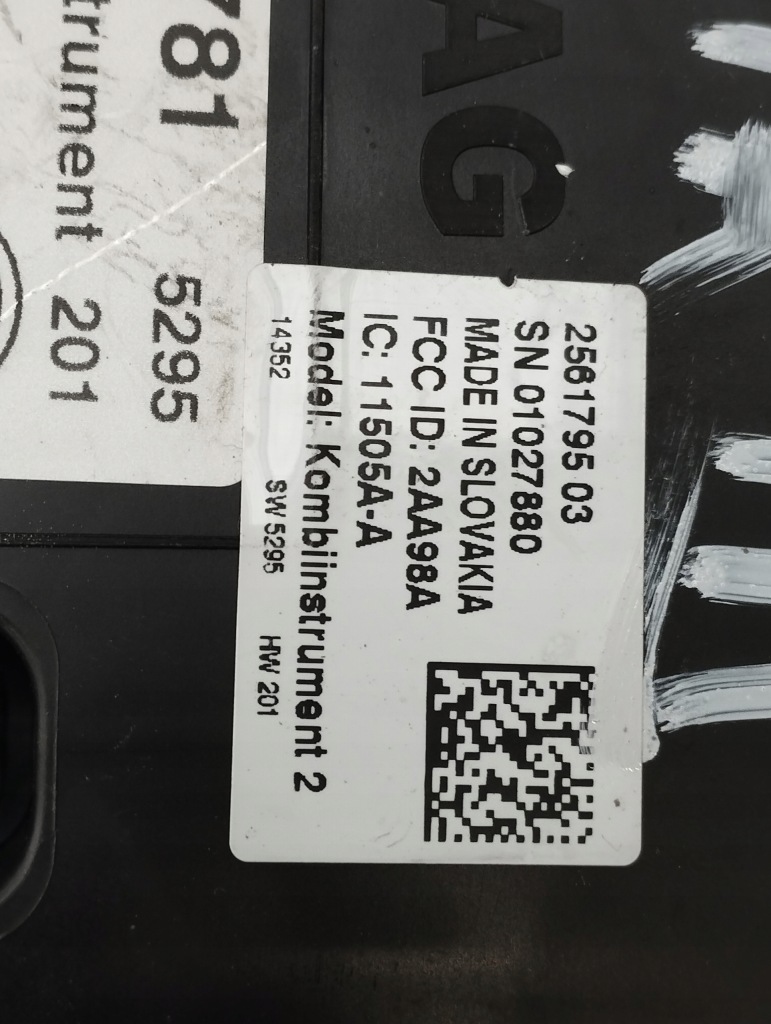 AG
781 5295
trument 201
2561795 03
SN 01027880
MADE IN SLOVAKIA
FCC ID: 2AA98A
IC: 11505A-A
Model: Kombiinstrument 2
14352 SW 5295 HW 201